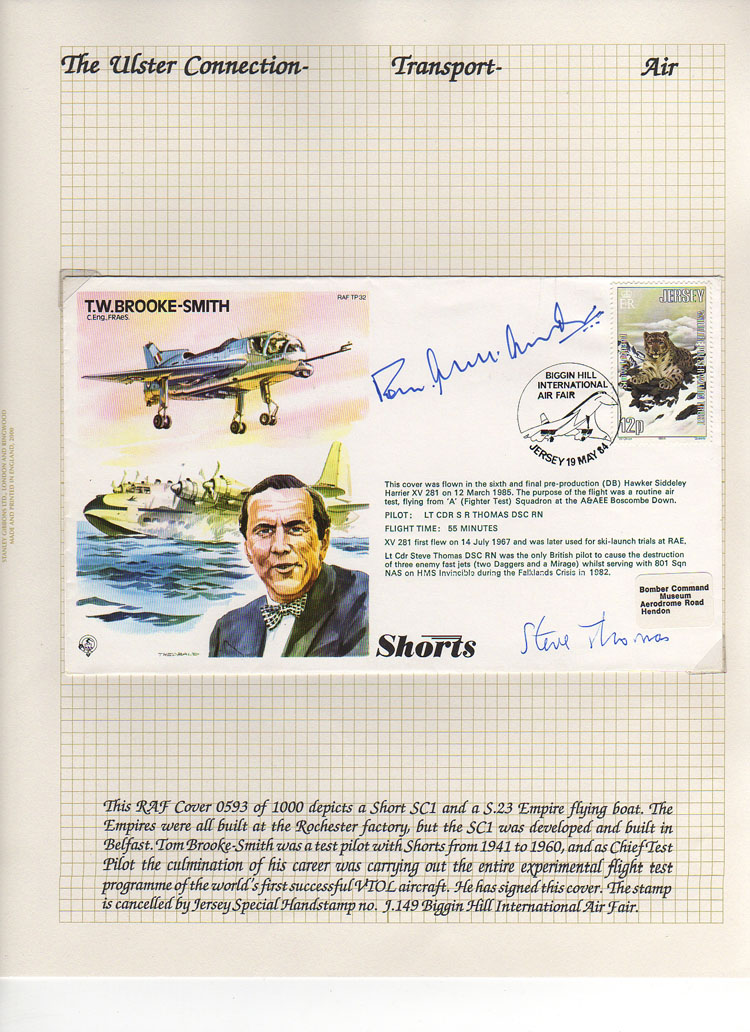 The Ulster Connection- Transport- Air
T.W.BROOKE-SMITH
C.Eng.,FRAeS.
RAF TP 32
JERSEY
12p
BIGGIN HILL
INTERNATIONAL
AIR FAIR
JERSEY 19 MAY 84
This cover was flown in the sixth and final pre-production (DB) Hawker Siddeley
Harrier XV 281 on 12 March 1985. The purpose of the flight was a routine air
test, flying from 'A' (Fighter Test) Squadron at the A&AEE Boscombe Down.
PILOT: LT CDR S R THOMAS DSC RN
FLIGHT TIME: 55 MINUTES
XV 281 first flew on 14 July 1967 and was later used for ski-launch trials at RAE.
Lt Cdr Steve Thomas DSC RN was the only British pilot to cause the destruction
of three enemy fast jets (two Daggers and a Mirage) whilst serving with 801 Sqn
NAS on HMS Invincible during the Falklands Crisis in 1982.
Bomber Command
Museum
Aerodrome Road
Hendon
Shorts
Steve Thomas
STANLEY GIBBONS LTD., LONDON AND RINGWOOD
MADE AND PRINTED IN ENGLAND, 2000
This RAF Cover 0593 of 1000 depicts a Short SC1 and a S.23 Empire flying boat. The
Empires were all built at the Rochester factory, but the SC1 was developed and built in
Belfast. Tom Brooke-Smith was a test pilot with Shorts from 1941 to 1960, and as Chief Test
Pilot the culmination of his career was carrying out the entire experimental flight test
programme of the world's first successful VTOL aircraft. He has signed this cover. The stamp
is cancelled by Jersey Special Handstamp no. J.149 Biggin Hill International Air Fair.